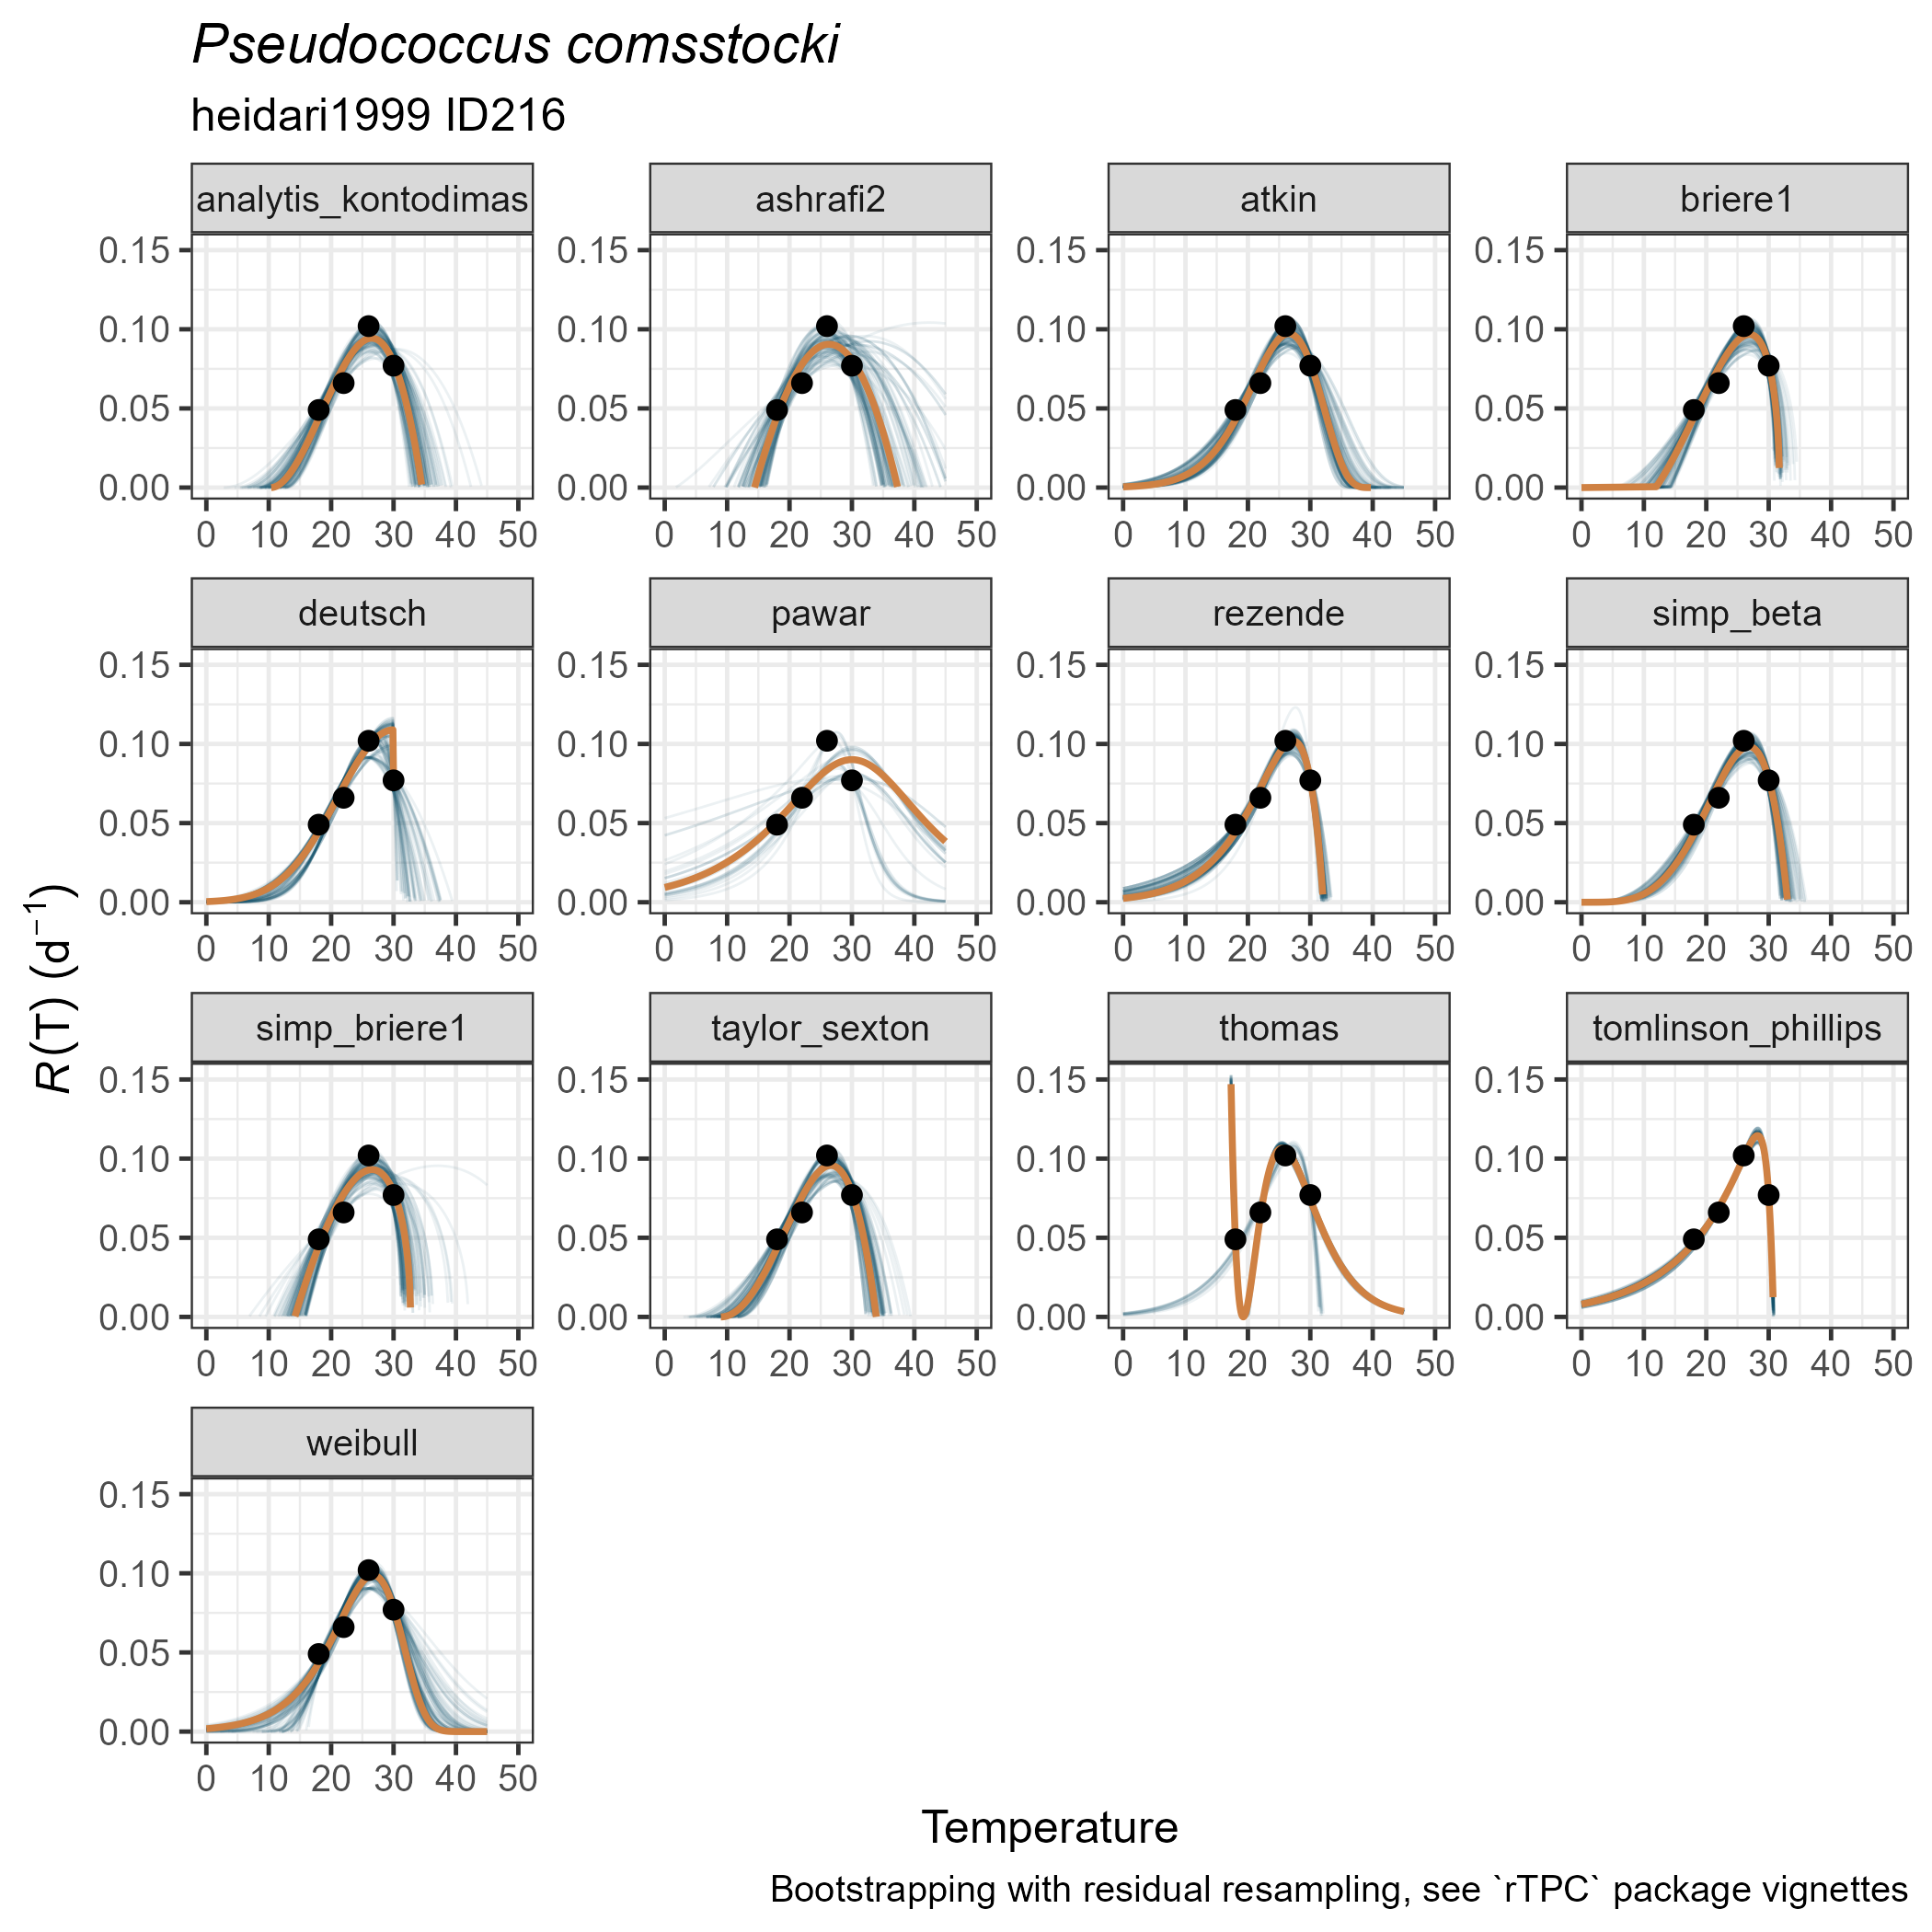 Pseudococcus comsstocki
heidari1999 ID216
analytis_kontodimas ashrafi2 atkin briere1
0.15 0.15 0.15 0.15
0.10 0.10 0.10 0.10
0.05 0.05 0.05 0.05
0.00 0.00 0.00 0.00
0 10 20 30 40 50 0 10 20 30 40 50 0 10 20 30 40 50 0 10 20 30 40 50
deutsch pawar rezende simp_beta
0.15 0.15 0.15 0.15
0.10 0.10 0.10 0.10
0.05 0.05 0.05 0.05
0.00 0.00 0.00 0.00
0 10 20 30 40 50 0 10 20 30 40 50 0 10 20 30 40 50 0 10 20 30 40 50
R(T) (d⁻¹)
simp_briere1 taylor_sexton thomas tomlinson_phillips
0.15 0.15 0.15 0.15
0.10 0.10 0.10 0.10
0.05 0.05 0.05 0.05
0.00 0.00 0.00 0.00
0 10 20 30 40 50 0 10 20 30 40 50 0 10 20 30 40 50 0 10 20 30 40 50
weibull
0.15
0.10
0.05
0.00
0 10 20 30 40 50
Temperature
Bootstrapping with residual resampling, see `rTPC` package vignettes